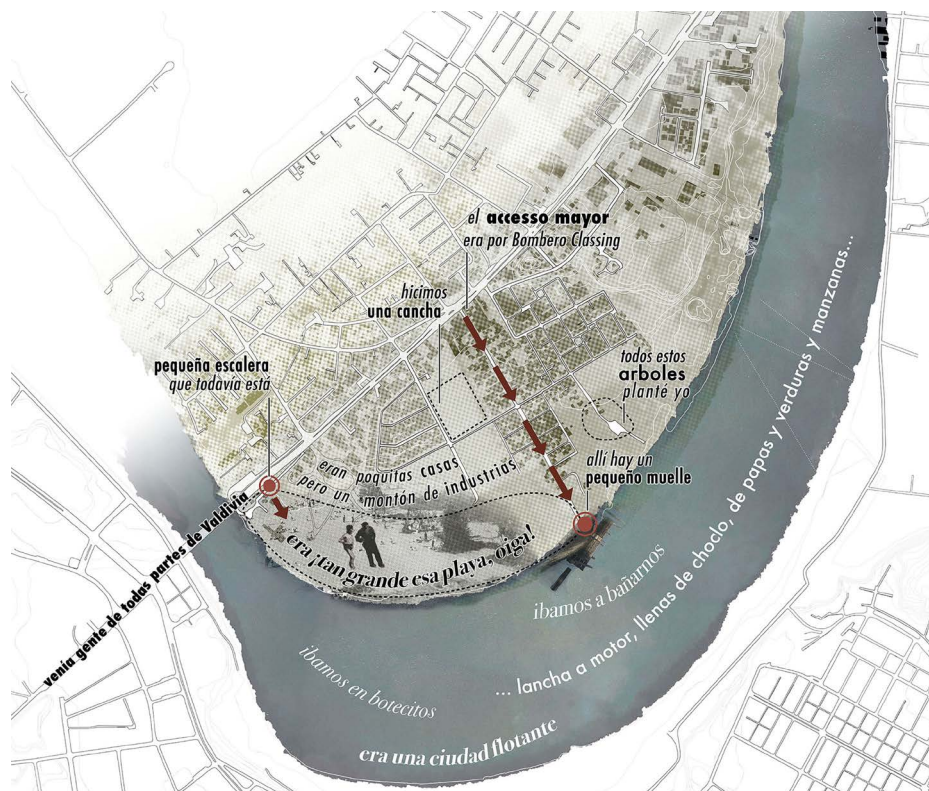 el accesso mayor
era por Bombero Classing
hicimos
una cancha
pequeña escalera
que todavía está
todos estos
arboles
planté yo
allí hay un
pequeño muelle
eran poquitas casas
pero un montón de industrias
era ¡tan grande esa playa, oiga!
venía gente de todas partes de Valdivia
ibamos a bañarnos
... lancha a motor, llenas de choclo, de papas y verduras y manzanas...
ibamos en botecitos
era una ciudad flotante